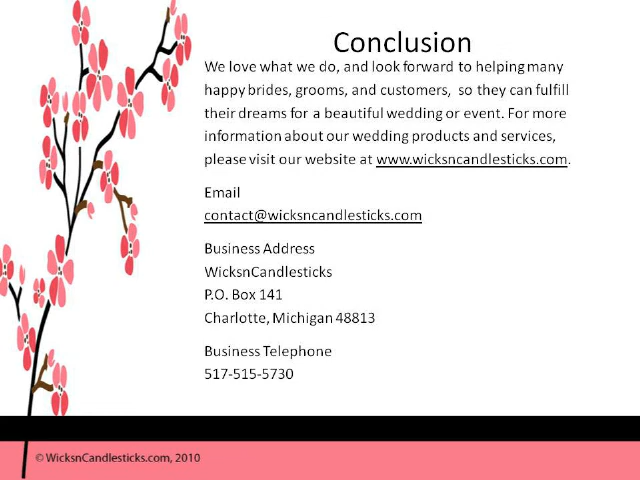 Conclusion
We love what we do, and look forward to helping many
happy brides, grooms, and customers, so they can fulfill
their dreams for a beautiful wedding or event. For more
information about our wedding products and services,
please visit our website at www.wicksncandlesticks.com.
Email
contact@wicksncandlesticks.com
Business Address
WicksnCandlesticks
P.O. Box 141
Charlotte, Michigan 48813
Business Telephone
517-515-5730
© WicksnCandlesticks.com, 2010